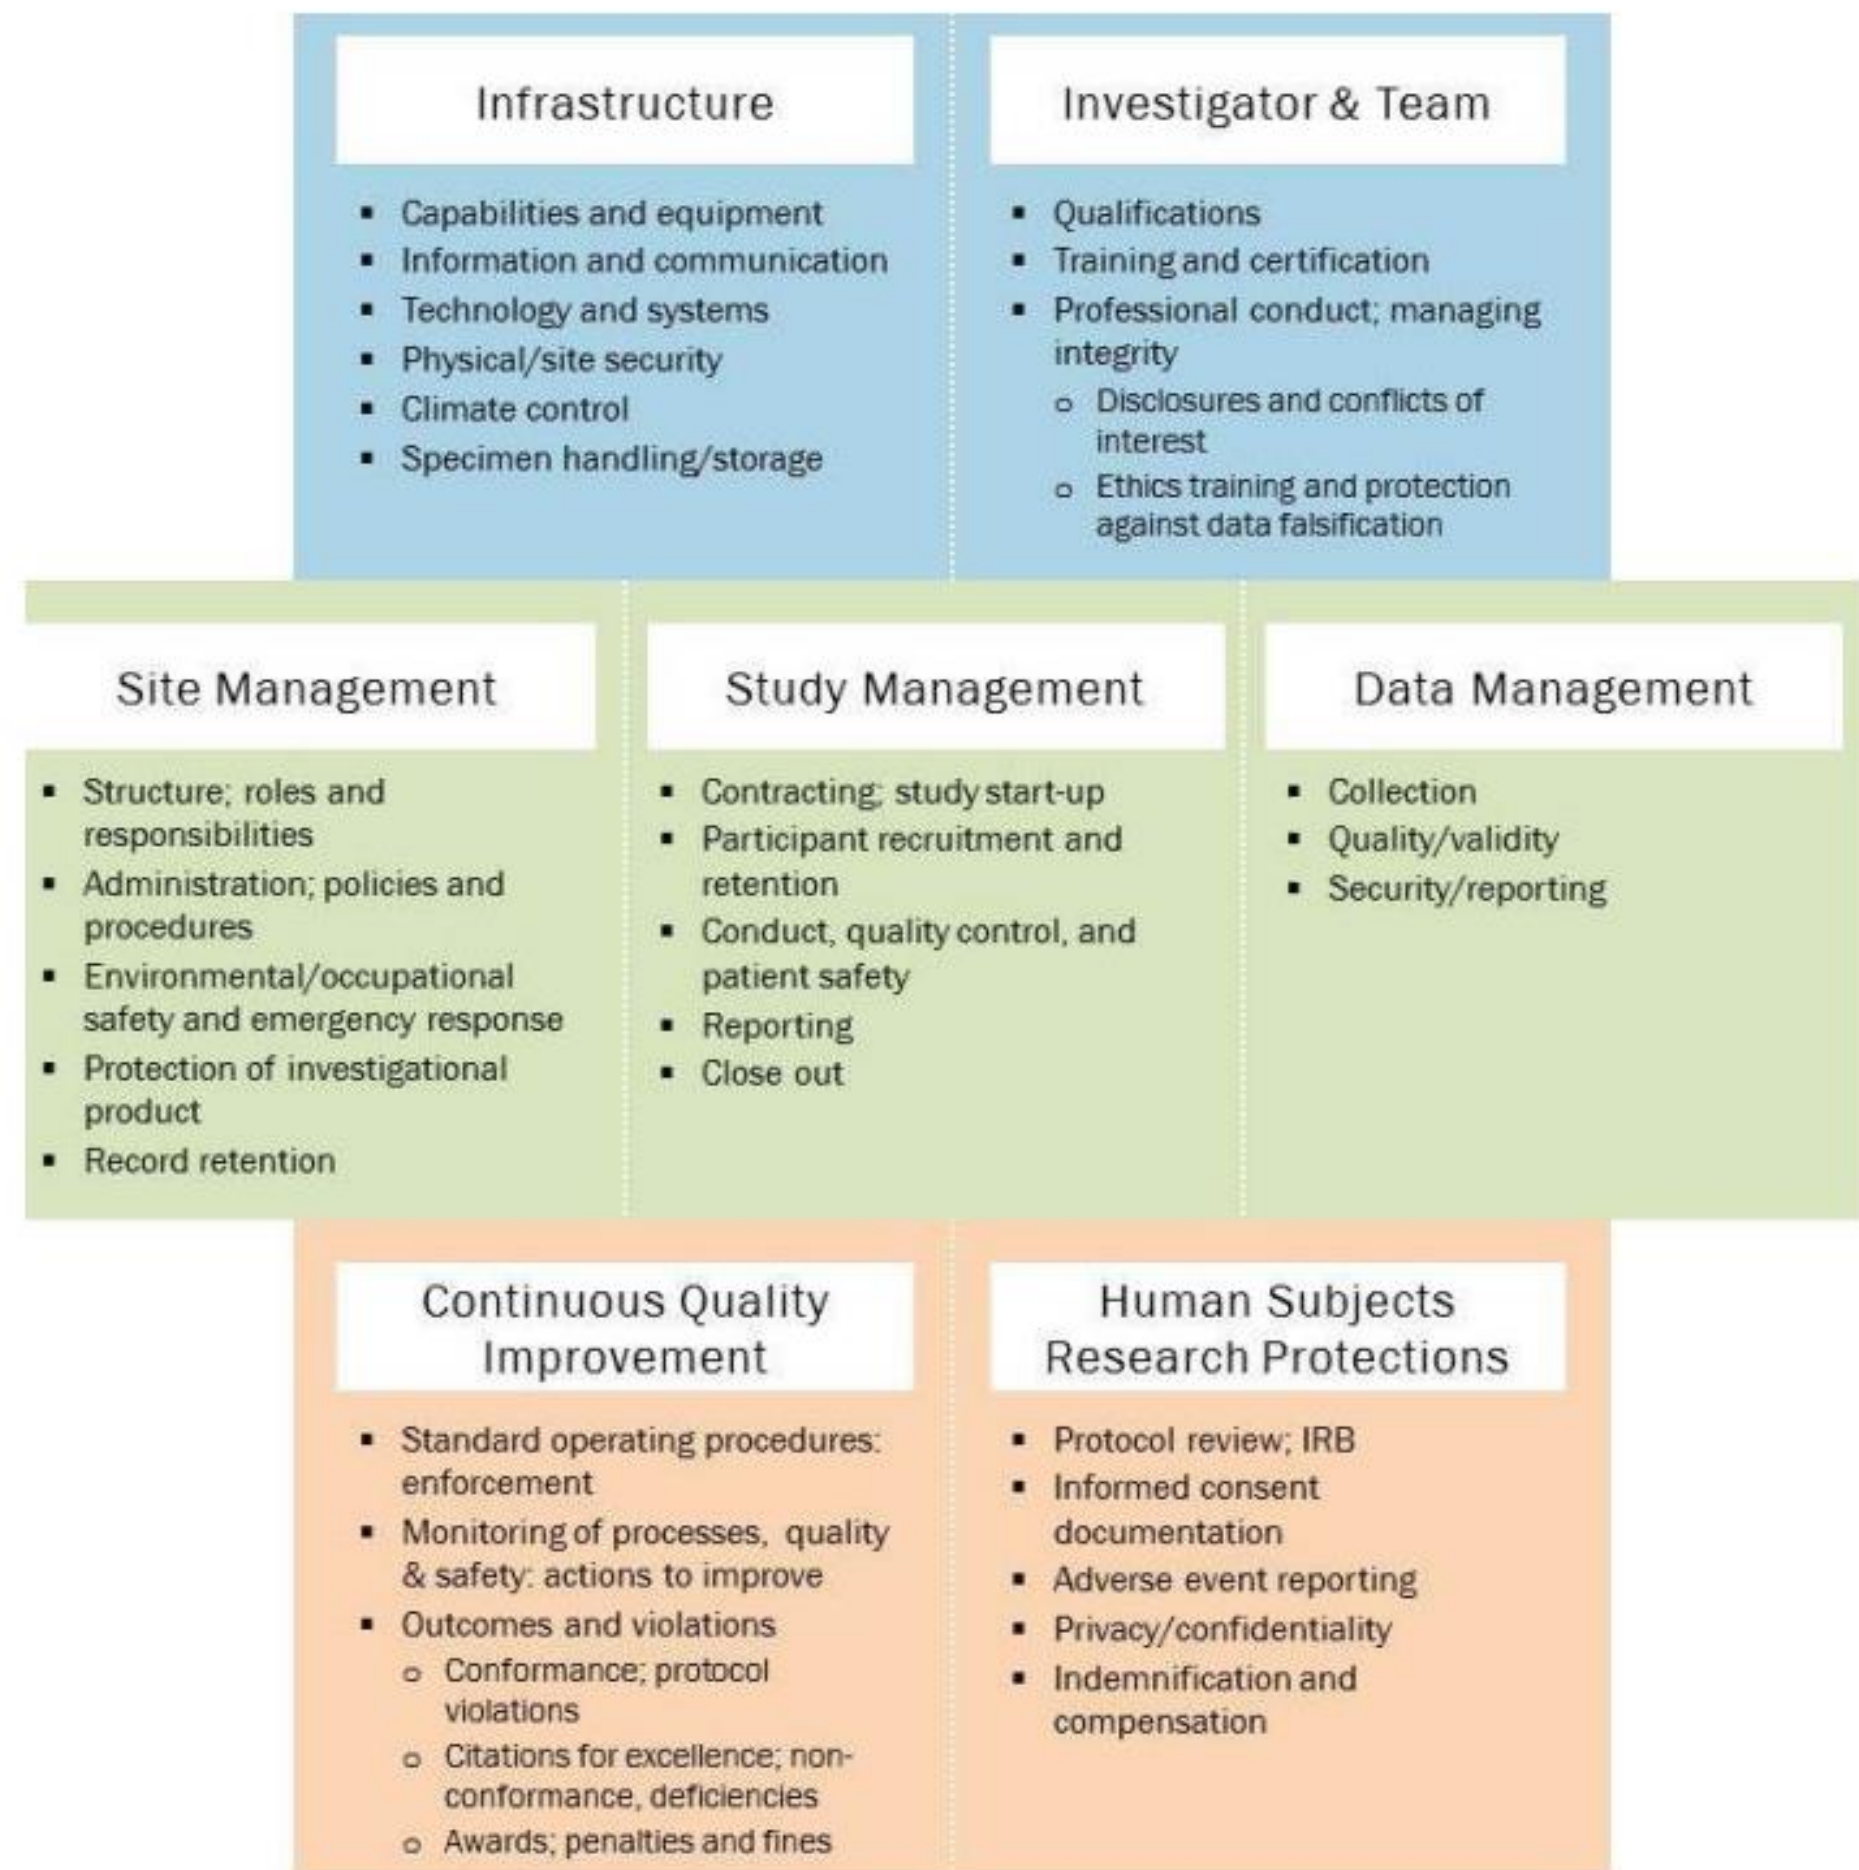 Infrastructure
▪ Capabilities and equipment
▪ Information and communication
▪ Technology and systems
▪ Physical/site security
▪ Climate control
▪ Specimen handling/storage
Investigator & Team
▪ Qualifications
▪ Training and certification
▪ Professional conduct; managing
integrity
o Disclosures and conflicts of
interest
o Ethics training and protection
against data falsification
Site Management
▪ Structure; roles and
responsibilities
▪ Administration; policies and
procedures
▪ Environmental/occupational
safety and emergency response
▪ Protection of investigational
product
▪ Record retention
Study Management
▪ Contracting; study start-up
▪ Participant recruitment and
retention
▪ Conduct, quality control, and
patient safety
▪ Reporting
▪ Close out
Data Management
▪ Collection
▪ Quality/validity
▪ Security/reporting
Continuous Quality
Improvement
▪ Standard operating procedures:
enforcement
▪ Monitoring of processes, quality
& safety: actions to improve
▪ Outcomes and violations
o Conformance; protocol
violations
o Citations for excellence; non-
conformance, deficiencies
o Awards; penalties and fines
Human Subjects
Research Protections
▪ Protocol review; IRB
▪ Informed consent
documentation
▪ Adverse event reporting
▪ Privacy/confidentiality
▪ Indemnification and
compensation